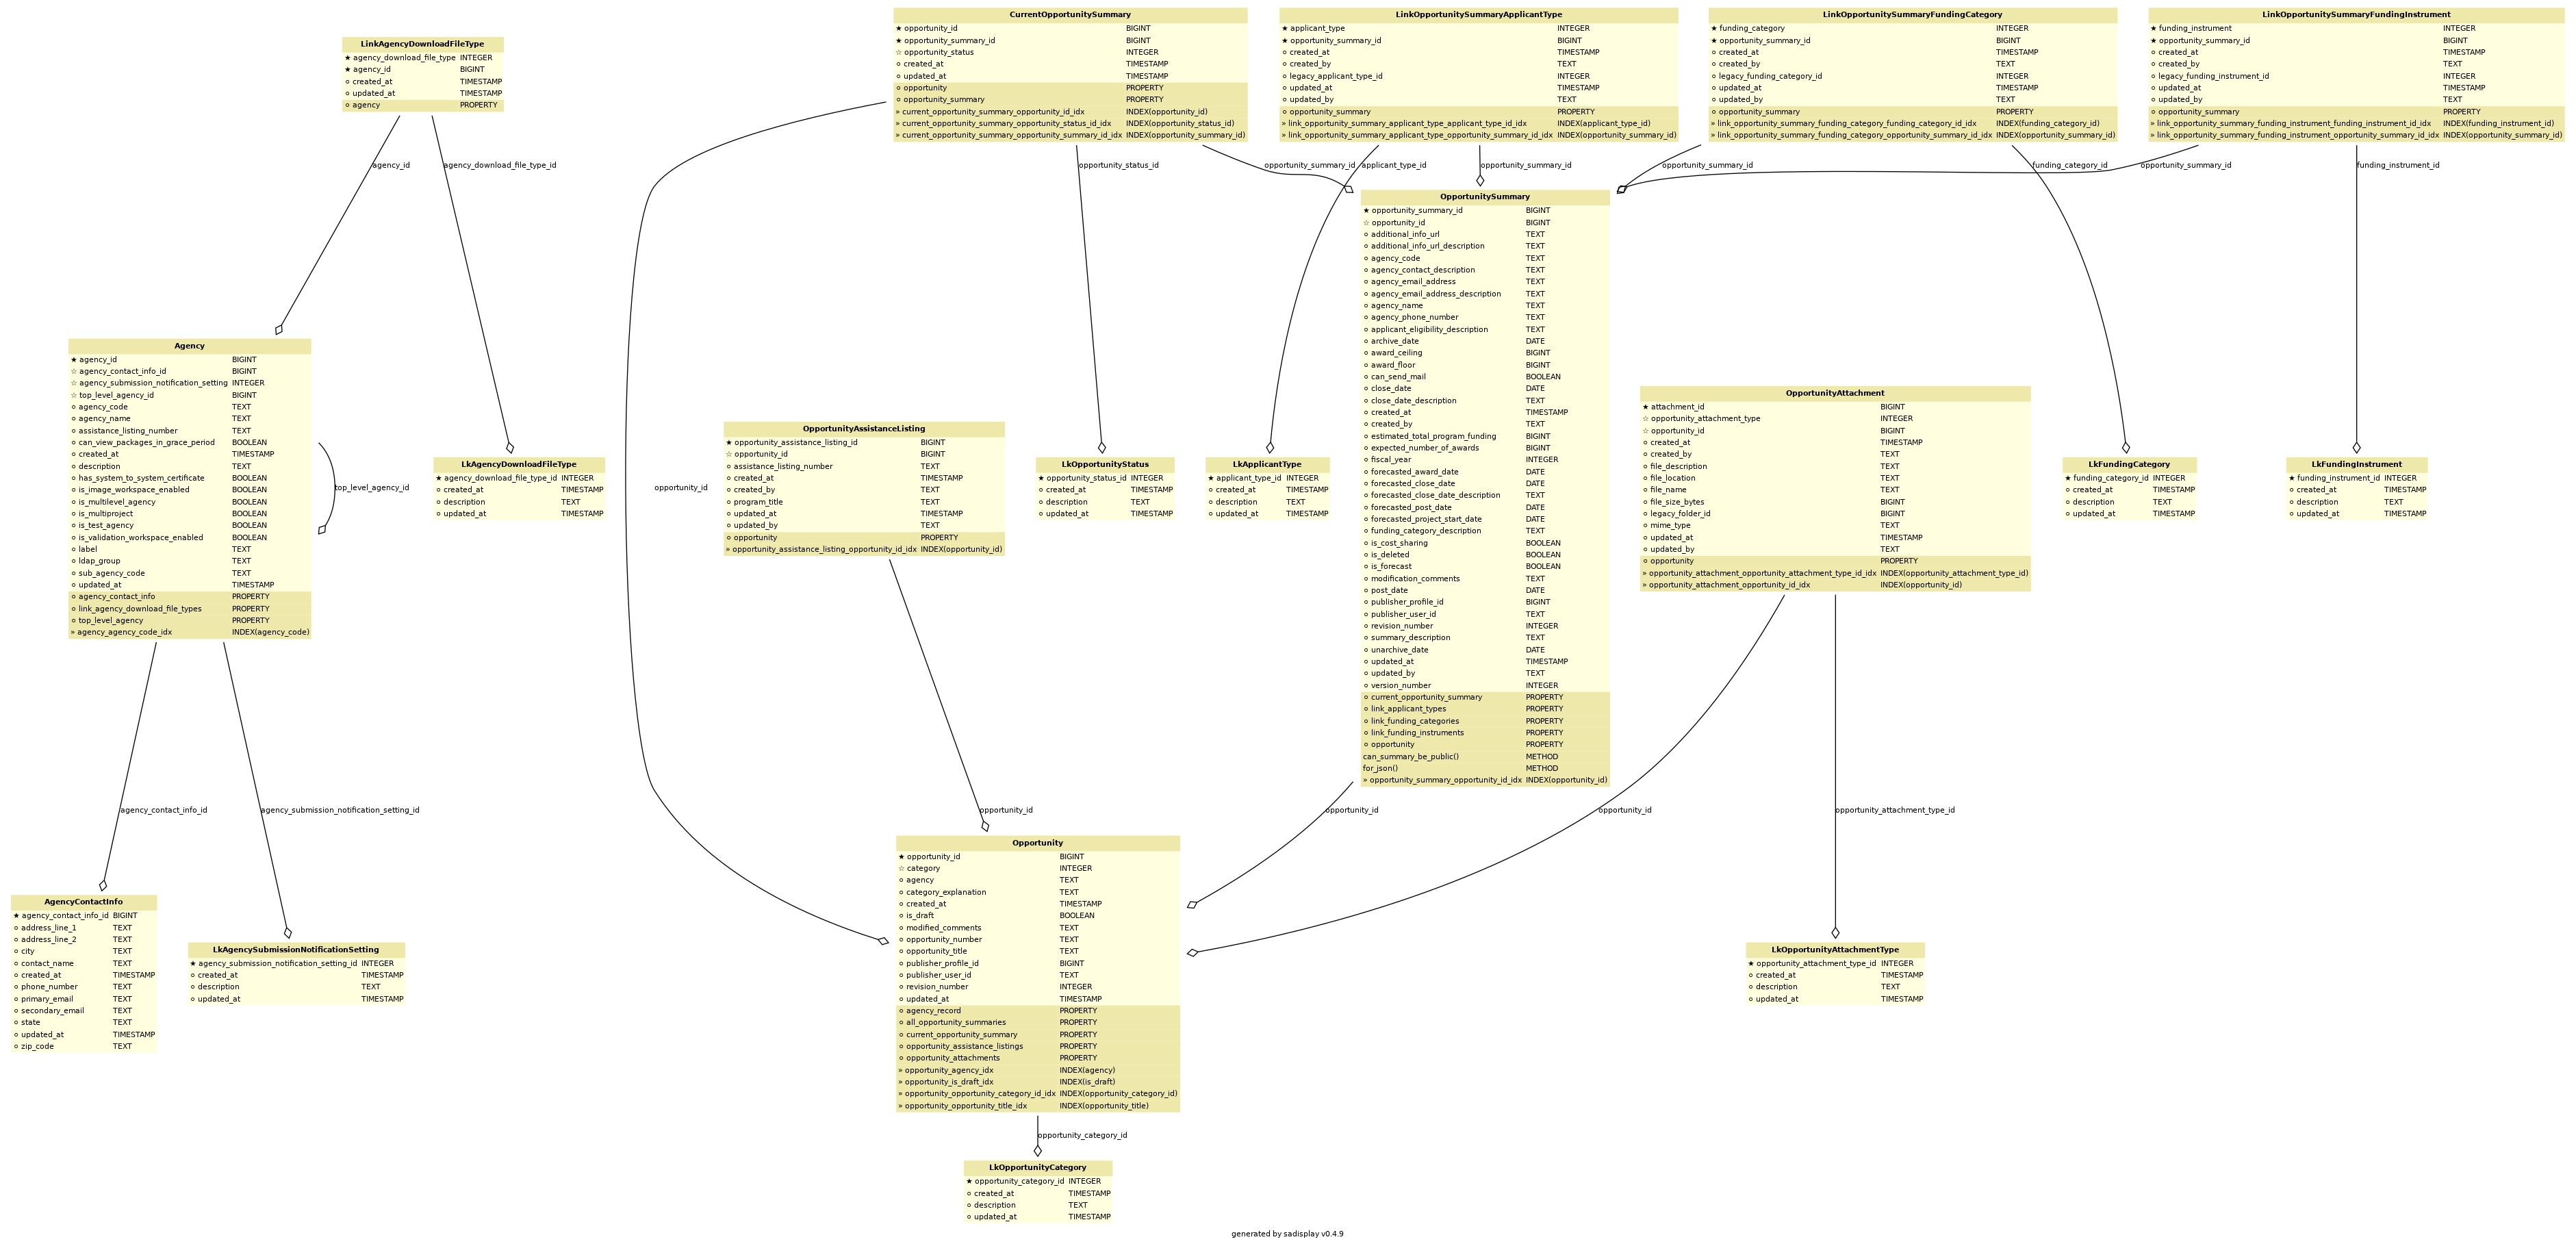 CurrentOpportunitySummary
★ opportunity_id BIGINT
★ opportunity_summary_id BIGINT
☆ opportunity_status INTEGER
⚬ created_at TIMESTAMP
⚬ updated_at TIMESTAMP
⚬ opportunity PROPERTY
⚬ opportunity_summary PROPERTY
» current_opportunity_summary_opportunity_id_idx INDEX(opportunity_id)
» current_opportunity_summary_opportunity_status_id_idx INDEX(opportunity_status_id)
» current_opportunity_summary_opportunity_summary_id_idx INDEX(opportunity_summary_id)
LinkOpportunitySummaryApplicantType
★ applicant_type INTEGER
★ opportunity_summary_id BIGINT
⚬ created_at TIMESTAMP
⚬ created_by TEXT
⚬ legacy_applicant_type_id INTEGER
⚬ updated_at TIMESTAMP
⚬ updated_by TEXT
⚬ opportunity_summary PROPERTY
» link_opportunity_summary_applicant_type_applicant_type_id_idx INDEX(applicant_type_id)
» link_opportunity_summary_applicant_type_opportunity_summary_id_idx INDEX(opportunity_summary_id)
LinkOpportunitySummaryFundingCategory
★ funding_category INTEGER
★ opportunity_summary_id BIGINT
⚬ created_at TIMESTAMP
⚬ created_by TEXT
⚬ legacy_funding_category_id INTEGER
⚬ updated_at TIMESTAMP
⚬ updated_by TEXT
⚬ opportunity_summary PROPERTY
» link_opportunity_summary_funding_category_funding_category_id_idx INDEX(funding_category_id)
» link_opportunity_summary_funding_category_opportunity_summary_id_idx INDEX(opportunity_summary_id)
LinkOpportunitySummaryFundingInstrument
★ funding_instrument INTEGER
★ opportunity_summary_id BIGINT
⚬ created_at TIMESTAMP
⚬ created_by TEXT
⚬ legacy_funding_instrument_id INTEGER
⚬ updated_at TIMESTAMP
⚬ updated_by TEXT
⚬ opportunity_summary PROPERTY
» link_opportunity_summary_funding_instrument_funding_instrument_id_idx INDEX(funding_instrument_id)
» link_opportunity_summary_funding_instrument_opportunity_summary_id_idx INDEX(opportunity_summary_id)
LinkAgencyDownloadFileType
★ agency_download_file_type INTEGER
★ agency_id BIGINT
⚬ created_at TIMESTAMP
⚬ updated_at TIMESTAMP
⚬ agency PROPERTY
agency_id
agency_download_file_type_id
opportunity_status_id
opportunity_summary_id
applicant_type_id
opportunity_summary_id
opportunity_summary_id
funding_category_id
opportunity_summary_id
funding_instrument_id
OpportunitySummary
★ opportunity_summary_id BIGINT
☆ opportunity_id BIGINT
⚬ additional_info_url TEXT
⚬ additional_info_url_description TEXT
⚬ agency_code TEXT
⚬ agency_contact_description TEXT
⚬ agency_email_address TEXT
⚬ agency_email_address_description TEXT
⚬ agency_name TEXT
⚬ agency_phone_number TEXT
⚬ applicant_eligibility_description TEXT
⚬ archive_date DATE
⚬ award_ceiling BIGINT
⚬ award_floor BIGINT
⚬ can_send_mail BOOLEAN
⚬ close_date DATE
⚬ close_date_description TEXT
⚬ created_at TIMESTAMP
⚬ created_by TEXT
⚬ estimated_total_program_funding BIGINT
⚬ expected_number_of_awards BIGINT
⚬ fiscal_year INTEGER
⚬ forecasted_award_date DATE
⚬ forecasted_close_date DATE
⚬ forecasted_close_date_description TEXT
⚬ forecasted_post_date DATE
⚬ forecasted_project_start_date DATE
⚬ funding_category_description TEXT
⚬ is_cost_sharing BOOLEAN
⚬ is_deleted BOOLEAN
⚬ is_forecast BOOLEAN
⚬ modification_comments TEXT
⚬ post_date DATE
⚬ publisher_profile_id BIGINT
⚬ publisher_user_id TEXT
⚬ revision_number INTEGER
⚬ summary_description TEXT
⚬ unarchive_date DATE
⚬ updated_at TIMESTAMP
⚬ updated_by TEXT
⚬ version_number INTEGER
⚬ current_opportunity_summary PROPERTY
⚬ link_applicant_types PROPERTY
⚬ link_funding_categories PROPERTY
⚬ link_funding_instruments PROPERTY
⚬ opportunity PROPERTY
can_summary_be_public() METHOD
for_json() METHOD
» opportunity_summary_opportunity_id_idx INDEX(opportunity_id)
Agency
★ agency_id BIGINT
☆ agency_contact_info_id BIGINT
☆ agency_submission_notification_setting INTEGER
☆ top_level_agency_id BIGINT
⚬ agency_code TEXT
⚬ agency_name TEXT
⚬ assistance_listing_number TEXT
⚬ can_view_packages_in_grace_period BOOLEAN
⚬ created_at TIMESTAMP
⚬ description TEXT
⚬ has_system_to_system_certificate BOOLEAN
⚬ is_image_workspace_enabled BOOLEAN
⚬ is_multilevel_agency BOOLEAN
⚬ is_multiproject BOOLEAN
⚬ is_test_agency BOOLEAN
⚬ is_validation_workspace_enabled BOOLEAN
⚬ label TEXT
⚬ ldap_group TEXT
⚬ sub_agency_code TEXT
⚬ updated_at TIMESTAMP
⚬ agency_contact_info PROPERTY
⚬ link_agency_download_file_types PROPERTY
⚬ top_level_agency PROPERTY
» agency_agency_code_idx INDEX(agency_code)
top_level_agency_id
LkAgencyDownloadFileType
★ agency_download_file_type_id INTEGER
⚬ created_at TIMESTAMP
⚬ description TEXT
⚬ updated_at TIMESTAMP
opportunity_id
OpportunityAssistanceListing
★ opportunity_assistance_listing_id BIGINT
☆ opportunity_id BIGINT
⚬ assistance_listing_number TEXT
⚬ created_at TIMESTAMP
⚬ created_by TEXT
⚬ program_title TEXT
⚬ updated_at TIMESTAMP
⚬ updated_by TEXT
⚬ opportunity PROPERTY
» opportunity_assistance_listing_opportunity_id_idx INDEX(opportunity_id)
LkOpportunityStatus
★ opportunity_status_id INTEGER
⚬ created_at TIMESTAMP
⚬ description TEXT
⚬ updated_at TIMESTAMP
LkApplicantType
★ applicant_type_id INTEGER
⚬ created_at TIMESTAMP
⚬ description TEXT
⚬ updated_at TIMESTAMP
OpportunityAttachment
★ attachment_id BIGINT
☆ opportunity_attachment_type INTEGER
☆ opportunity_id BIGINT
⚬ created_at TIMESTAMP
⚬ created_by TEXT
⚬ file_description TEXT
⚬ file_location TEXT
⚬ file_name TEXT
⚬ file_size_bytes BIGINT
⚬ legacy_folder_id BIGINT
⚬ mime_type TEXT
⚬ updated_at TIMESTAMP
⚬ updated_by TEXT
⚬ opportunity PROPERTY
» opportunity_attachment_opportunity_attachment_type_id_idx INDEX(opportunity_attachment_type_id)
» opportunity_attachment_opportunity_id_idx INDEX(opportunity_id)
LkFundingCategory
★ funding_category_id INTEGER
⚬ created_at TIMESTAMP
⚬ description TEXT
⚬ updated_at TIMESTAMP
LkFundingInstrument
★ funding_instrument_id INTEGER
⚬ created_at TIMESTAMP
⚬ description TEXT
⚬ updated_at TIMESTAMP
agency_contact_info_id
agency_submission_notification_setting_id
opportunity_id
opportunity_id
opportunity_id
opportunity_attachment_type_id
AgencyContactInfo
★ agency_contact_info_id BIGINT
⚬ address_line_1 TEXT
⚬ address_line_2 TEXT
⚬ city TEXT
⚬ contact_name TEXT
⚬ created_at TIMESTAMP
⚬ phone_number TEXT
⚬ primary_email TEXT
⚬ secondary_email TEXT
⚬ state TEXT
⚬ updated_at TIMESTAMP
⚬ zip_code TEXT
LkAgencySubmissionNotificationSetting
★ agency_submission_notification_setting_id INTEGER
⚬ created_at TIMESTAMP
⚬ description TEXT
⚬ updated_at TIMESTAMP
Opportunity
★ opportunity_id BIGINT
☆ category INTEGER
⚬ agency TEXT
⚬ category_explanation TEXT
⚬ created_at TIMESTAMP
⚬ is_draft BOOLEAN
⚬ modified_comments TEXT
⚬ opportunity_number TEXT
⚬ opportunity_title TEXT
⚬ publisher_profile_id BIGINT
⚬ publisher_user_id TEXT
⚬ revision_number INTEGER
⚬ updated_at TIMESTAMP
⚬ agency_record PROPERTY
⚬ all_opportunity_summaries PROPERTY
⚬ current_opportunity_summary PROPERTY
⚬ opportunity_assistance_listings PROPERTY
⚬ opportunity_attachments PROPERTY
» opportunity_agency_idx INDEX(agency)
» opportunity_is_draft_idx INDEX(is_draft)
» opportunity_opportunity_category_id_idx INDEX(opportunity_category_id)
» opportunity_opportunity_title_idx INDEX(opportunity_title)
LkOpportunityAttachmentType
★ opportunity_attachment_type_id INTEGER
⚬ created_at TIMESTAMP
⚬ description TEXT
⚬ updated_at TIMESTAMP
opportunity_category_id
LkOpportunityCategory
★ opportunity_category_id INTEGER
⚬ created_at TIMESTAMP
⚬ description TEXT
⚬ updated_at TIMESTAMP
generated by sadisplay v0.4.9